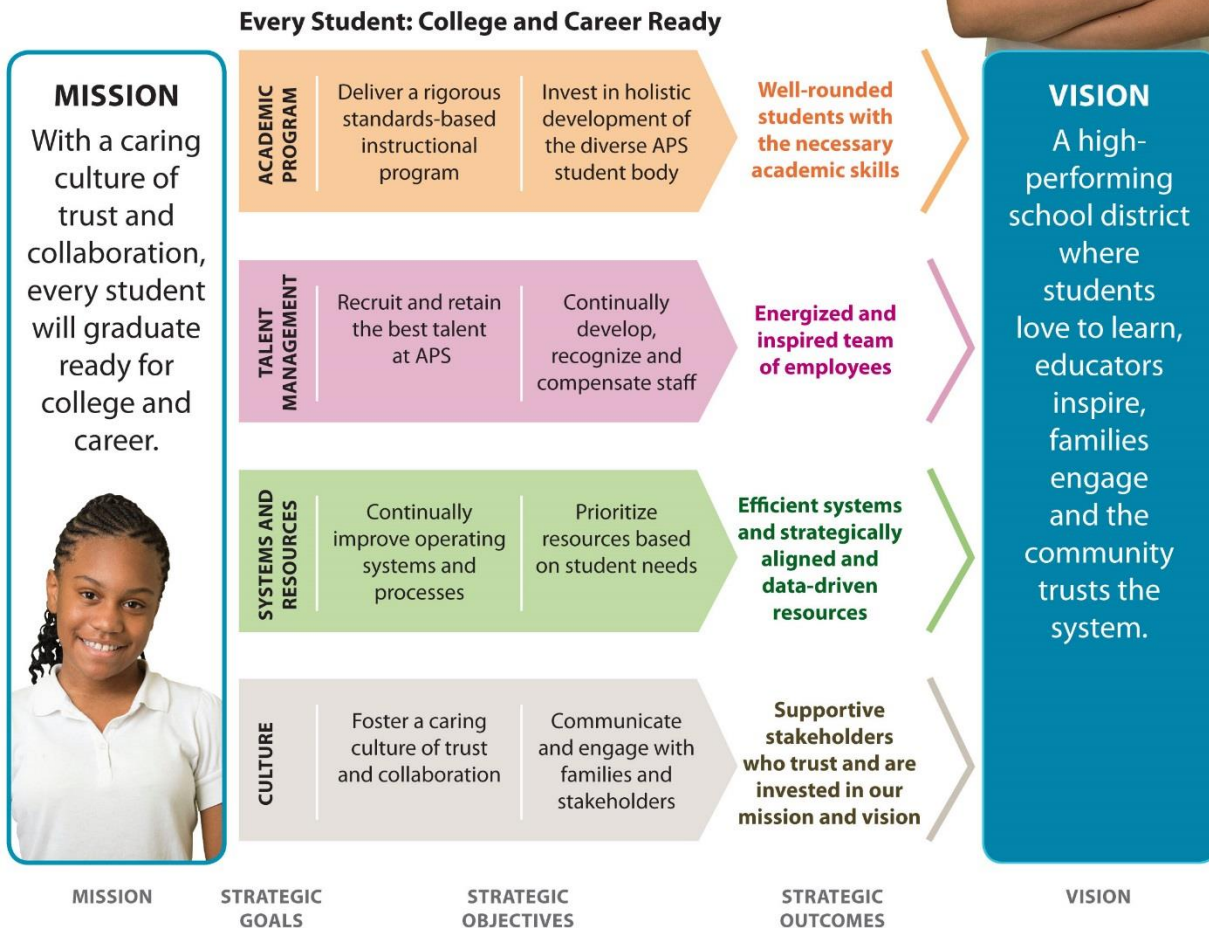 Every Student: College and Career Ready
MISSION
With a caring
culture of
trust and
collaboration,
every student
will graduate
ready for
college and
career.
ACADEMIC
PROGRAM
Deliver a rigorous
standards-based
instructional
program
Invest in holistic
development of
the diverse APS
student body
Well-rounded
students with
the necessary
academic skills
TALENT
MANAGEMENT
Recruit and retain
the best talent
at APS
Continually
develop,
recognize and
compensate staff
Energized and
inspired team
of employees
SYSTEMS AND
RESOURCES
Continually
improve operating
systems and
processes
Prioritize
resources based
on student needs
Efficient systems
and strategically
aligned and
data-driven
resources
CULTURE
Foster a caring
culture of trust
and collaboration
Communicate
and engage with
families and
stakeholders
Supportive
stakeholders
who trust and are
invested in our
mission and vision
VISION
A high-
performing
school district
where
students
love to learn,
educators
inspire,
families
engage
and the
community
trusts the
system.
MISSION
STRATEGIC
GOALS
STRATEGIC
OBJECTIVES
STRATEGIC
OUTCOMES
VISION